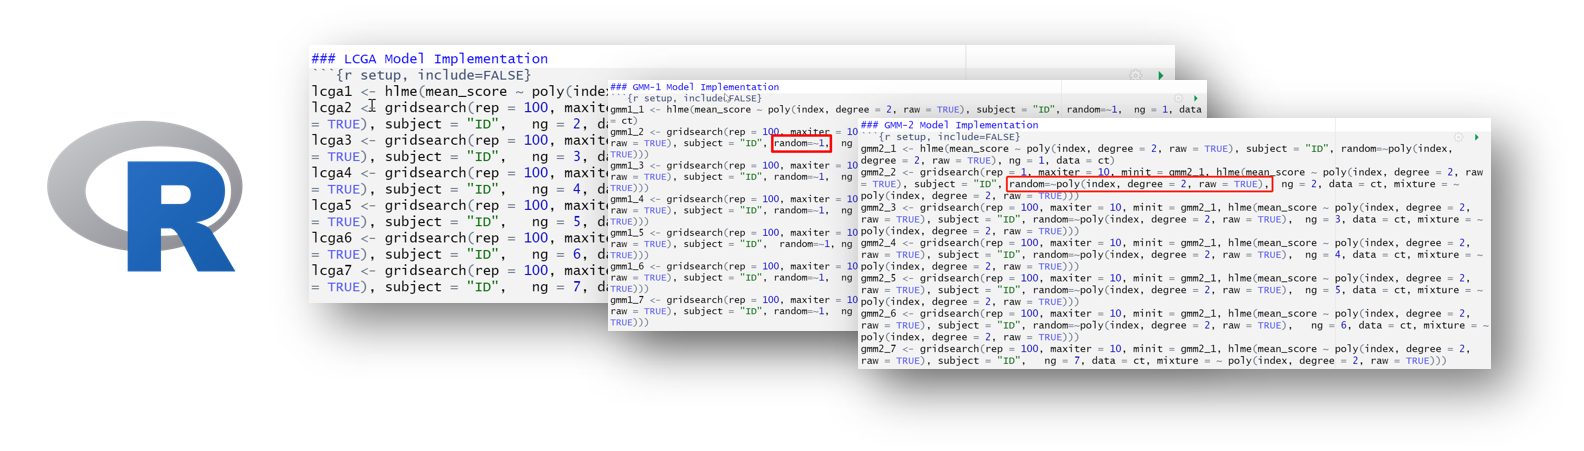 R
### LCGA Model Implementation
```{r setup, include=FALSE}
lcga1 <- hlme(mean_score ~ poly(inde
lcga2 <- gridsearch(rep = 100, maxite
= TRUE), subject = "ID",   ng = 2, da
lcga3 <- gridsearch(rep = 100, maxite
= TRUE), subject = "ID",   ng = 3, da
lcga4 <- gridsearch(rep = 100, maxite
= TRUE), subject = "ID",   ng = 4, da
lcga5 <- gridsearch(rep = 100, maxite
= TRUE), subject = "ID",   ng = 5, da
lcga6 <- gridsearch(rep = 100, maxite
= TRUE), subject = "ID",   ng = 6, da
lcga7 <- gridsearch(rep = 100, maxite
= TRUE), subject = "ID",   ng = 7, da
### GMM-1 Model Implementation
```{r setup, include=FALSE}
gmm1_1 <- hlme(mean_score ~ poly(index, degree = 2, raw = TRUE), subject = "ID", random=~1,  ng = 1, data
= ct)
gmm1_2 <- gridsearch(rep = 100, maxiter = 10
raw = TRUE), subject = "ID", random=~1,  ng
TRUE)))
gmm1_3 <- gridsearch(rep = 100, maxiter = 10
raw = TRUE), subject = "ID", random=~1,  ng
TRUE)))
gmm1_4 <- gridsearch(rep = 100, maxiter = 10
raw = TRUE), subject = "ID", random=~1,  ng
TRUE)))
gmm1_5 <- gridsearch(rep = 100, maxiter = 10
raw = TRUE), subject = "ID",  random=~1, ng
TRUE)))
gmm1_6 <- gridsearch(rep = 100, maxiter = 10
raw = TRUE), subject = "ID", random=~1,  ng
TRUE)))
gmm1_7 <- gridsearch(rep = 100, maxiter = 10
raw = TRUE), subject = "ID", random=~1,  ng
TRUE)))
### GMM-2 Model Implementation
```{r setup, include=FALSE}
gmm2_1 <- hlme(mean_score ~ poly(index, degree = 2, raw = TRUE), subject = "ID", random=~poly(index,
degree = 2, raw = TRUE), ng = 1, data = ct)
gmm2_2 <- gridsearch(rep = 1, maxiter = 10, minit = gmm2_1, hlme(mean_score ~ poly(index, degree = 2, raw
= TRUE), subject = "ID", random=~poly(index, degree = 2, raw = TRUE),  ng = 2, data = ct, mixture = ~
poly(index, degree = 2, raw = TRUE)))
gmm2_3 <- gridsearch(rep = 100, maxiter = 10, minit = gmm2_1, hlme(mean_score ~ poly(index, degree = 2,
raw = TRUE), subject = "ID", random=~poly(index, degree = 2, raw = TRUE),  ng = 3, data = ct, mixture = ~
poly(index, degree = 2, raw = TRUE)))
gmm2_4 <- gridsearch(rep = 100, maxiter = 10, minit = gmm2_1, hlme(mean_score ~ poly(index, degree = 2,
raw = TRUE), subject = "ID", random=~poly(index, degree = 2, raw = TRUE),  ng = 4, data = ct, mixture = ~
poly(index, degree = 2, raw = TRUE)))
gmm2_5 <- gridsearch(rep = 100, maxiter = 10, minit = gmm2_1, hlme(mean_score ~ poly(index, degree = 2,
raw = TRUE), subject = "ID", random=~poly(index, degree = 2, raw = TRUE),  ng = 5, data = ct, mixture = ~
poly(index, degree = 2, raw = TRUE)))
gmm2_6 <- gridsearch(rep = 100, maxiter = 10, minit = gmm2_1, hlme(mean_score ~ poly(index, degree = 2,
raw = TRUE), subject = "ID", random=~poly(index, degree = 2, raw = TRUE),   ng = 6, data = ct, mixture = ~
poly(index, degree = 2, raw = TRUE)))
gmm2_7 <- gridsearch(rep = 100, maxiter = 10, minit = gmm2_1, hlme(mean_score ~ poly(index, degree = 2,
raw = TRUE), subject = "ID",   ng = 7, data = ct, mixture = ~ poly(index, degree = 2, raw = TRUE)))